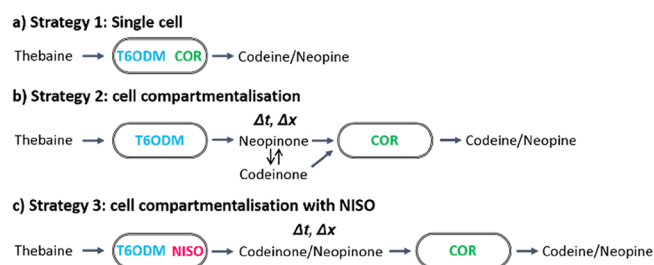 a) Strategy 1: Single cell
Thebaine → T6ODM COR → Codeine/Neopine
b) Strategy 2: cell compartmentalisation
Δt, Δx
Thebaine → T6ODM → Neopinone → COR → Codeine/Neopine
Codeinone
c) Strategy 3: cell compartmentalisation with NISO
Δt, Δx
Thebaine → T6ODM NISO → Codeinone/Neopinone → COR → Codeine/Neopine